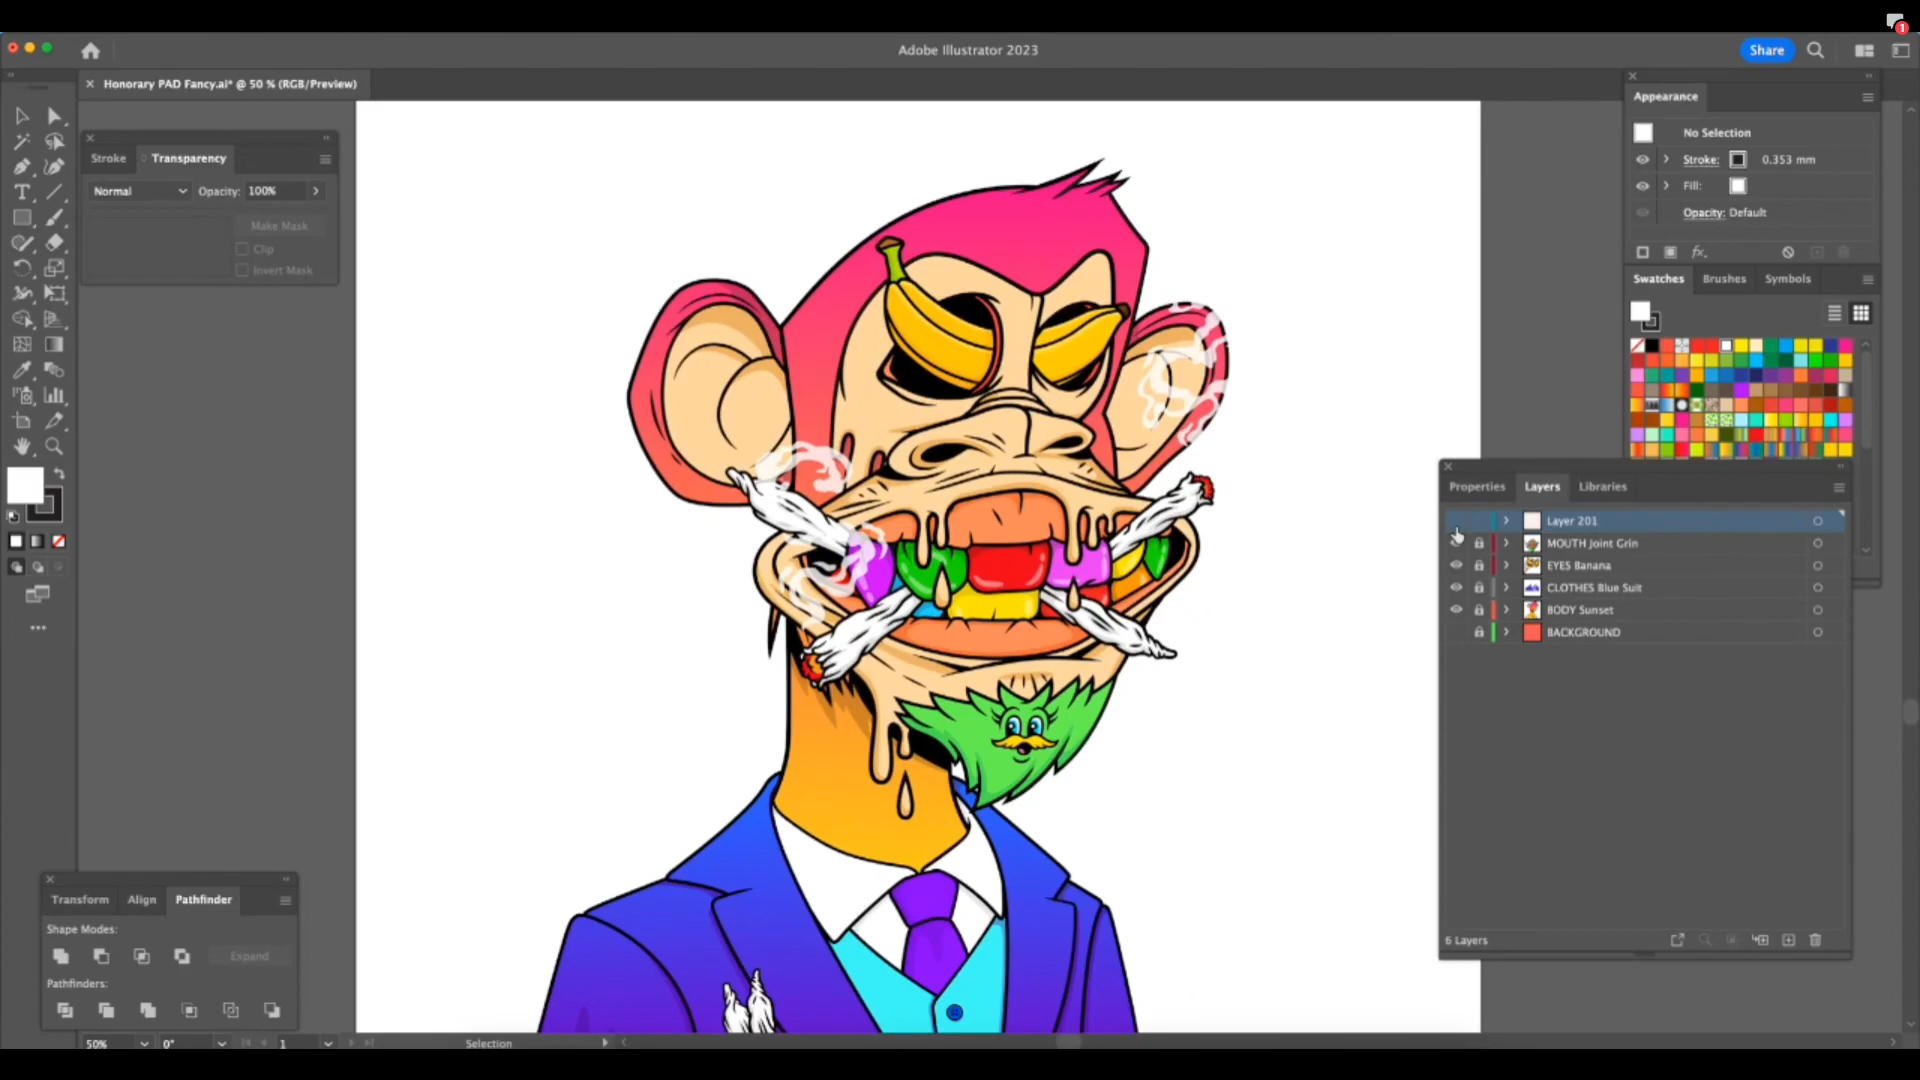 1
Adobe Illustrator 2023
Share
Honorary PAD Fancy.ai* @ 50 % (RGB/Preview)
Appearance
No Selection
Stroke: 0.353 mm
Fill:
Opacity: Default
Stroke Transparency
Normal Opacity: 100%
Make Mask
Clip
Invert Mask
Swatches Brushes Symbols
Properties Layers Libraries
Layer 201
MOUTH Joint Grin
EYES Banana
CLOTHES Blue Suit
BODY Sunset
BACKGROUND
6 Layers
Transform Align Pathfinder
Shape Modes:
Expand
Pathfinders:
50% 0° 1 Selection